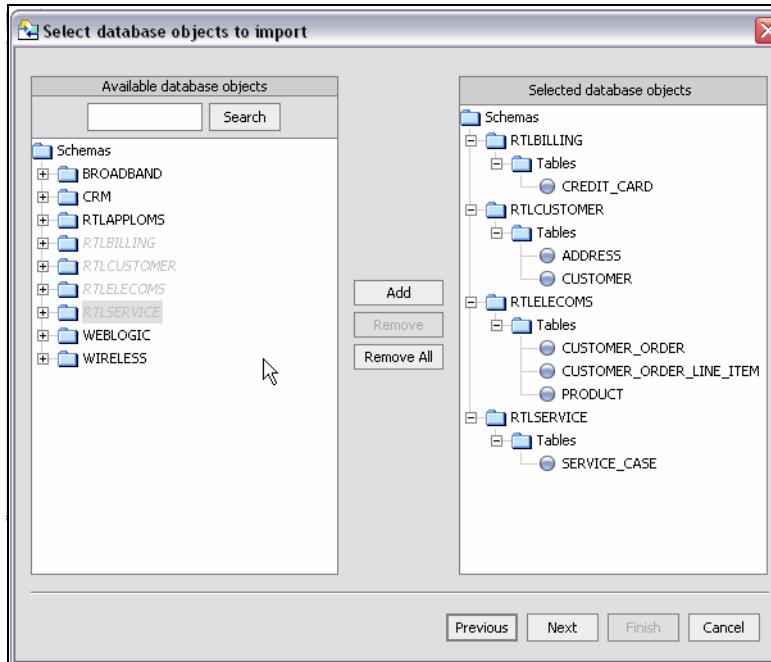 Select database objects to import
Available database objects
Search
Schemas
BROADBAND
CRM
RTLAPPLOMS
RTLBILLING
RTLCUSTOMER
RTLELECOMS
RTLSERVICE
WEBLOGIC
WIRELESS
Add
Remove
Remove All
Selected database objects
Schemas
RTLBILLING
Tables
CREDIT_CARD
RTLCUSTOMER
Tables
ADDRESS
CUSTOMER
RTLELECOMS
Tables
CUSTOMER_ORDER
CUSTOMER_ORDER_LINE_ITEM
PRODUCT
RTLSERVICE
Tables
SERVICE_CASE
Previous
Next
Finish
Cancel